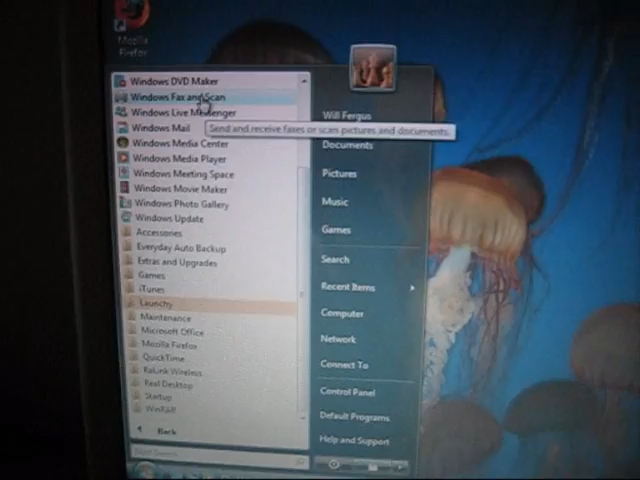 Mozilla
Firefox
Windows DVD Maker
Windows Fax and Scan
Windows Live Messenger
Send and receive faxes or scan pictures and documents.
Windows Mail
Windows Media Center
Windows Media Player
Windows Meeting Space
Windows Movie Maker
Windows Photo Gallery
Windows Update
Accessories
Everyday Auto Backup
Extras and Upgrades
Games
iTunes
Launchy
Maintenance
Microsoft Office
Mozilla Firefox
QuickTime
RaLink Wireless
Real Desktop
Startup
WinRAR
Back
Start Search
Will Fergus
Documents
Pictures
Music
Games
Search
Recent Items
Computer
Network
Connect To
Control Panel
Default Programs
Help and Support